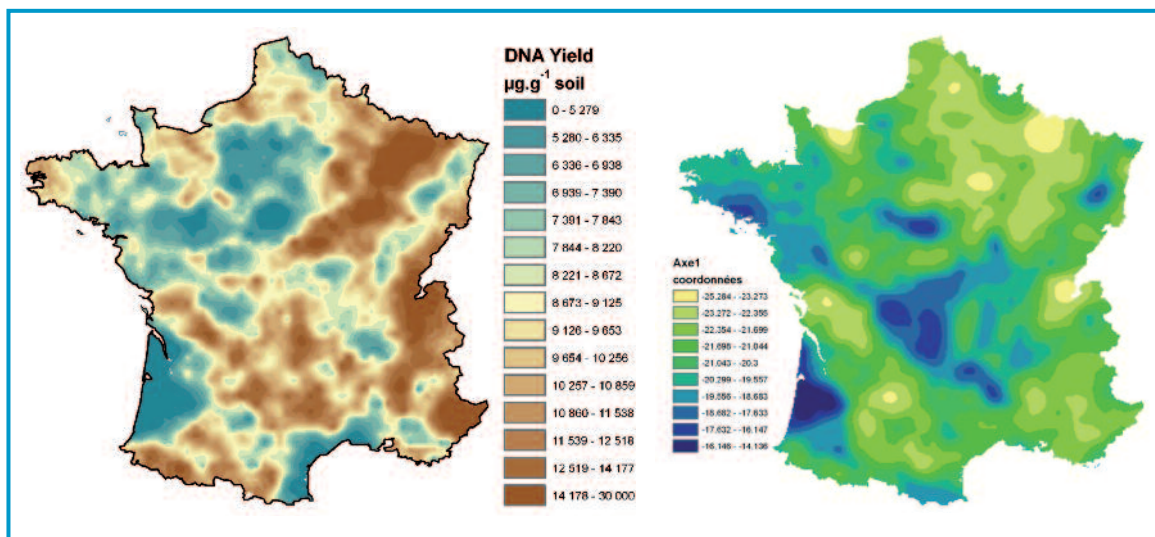 DNA Yield
µg.g⁻¹ soil
0 - 5 279
5 280 - 6 335
6 336 - 6 938
6 939 - 7 390
7 391 - 7 843
7 844 - 8 220
8 221 - 8 672
8 673 - 9 125
9 126 - 9 653
9 654 - 10 256
10 257 - 10 859
10 860 - 11 538
11 539 - 12 518
12 519 - 14 177
14 178 - 30 000
Axe1
coordonnées
-25.284 - -23.273
-23.272 - -22.355
-22.354 - -21.699
-21.698 - -21.044
-21.043 - -20.3
-20.299 - -19.557
-19.556 - -18.683
-18.682 - -17.633
-17.632 - -16.147
-16.146 - -14.136